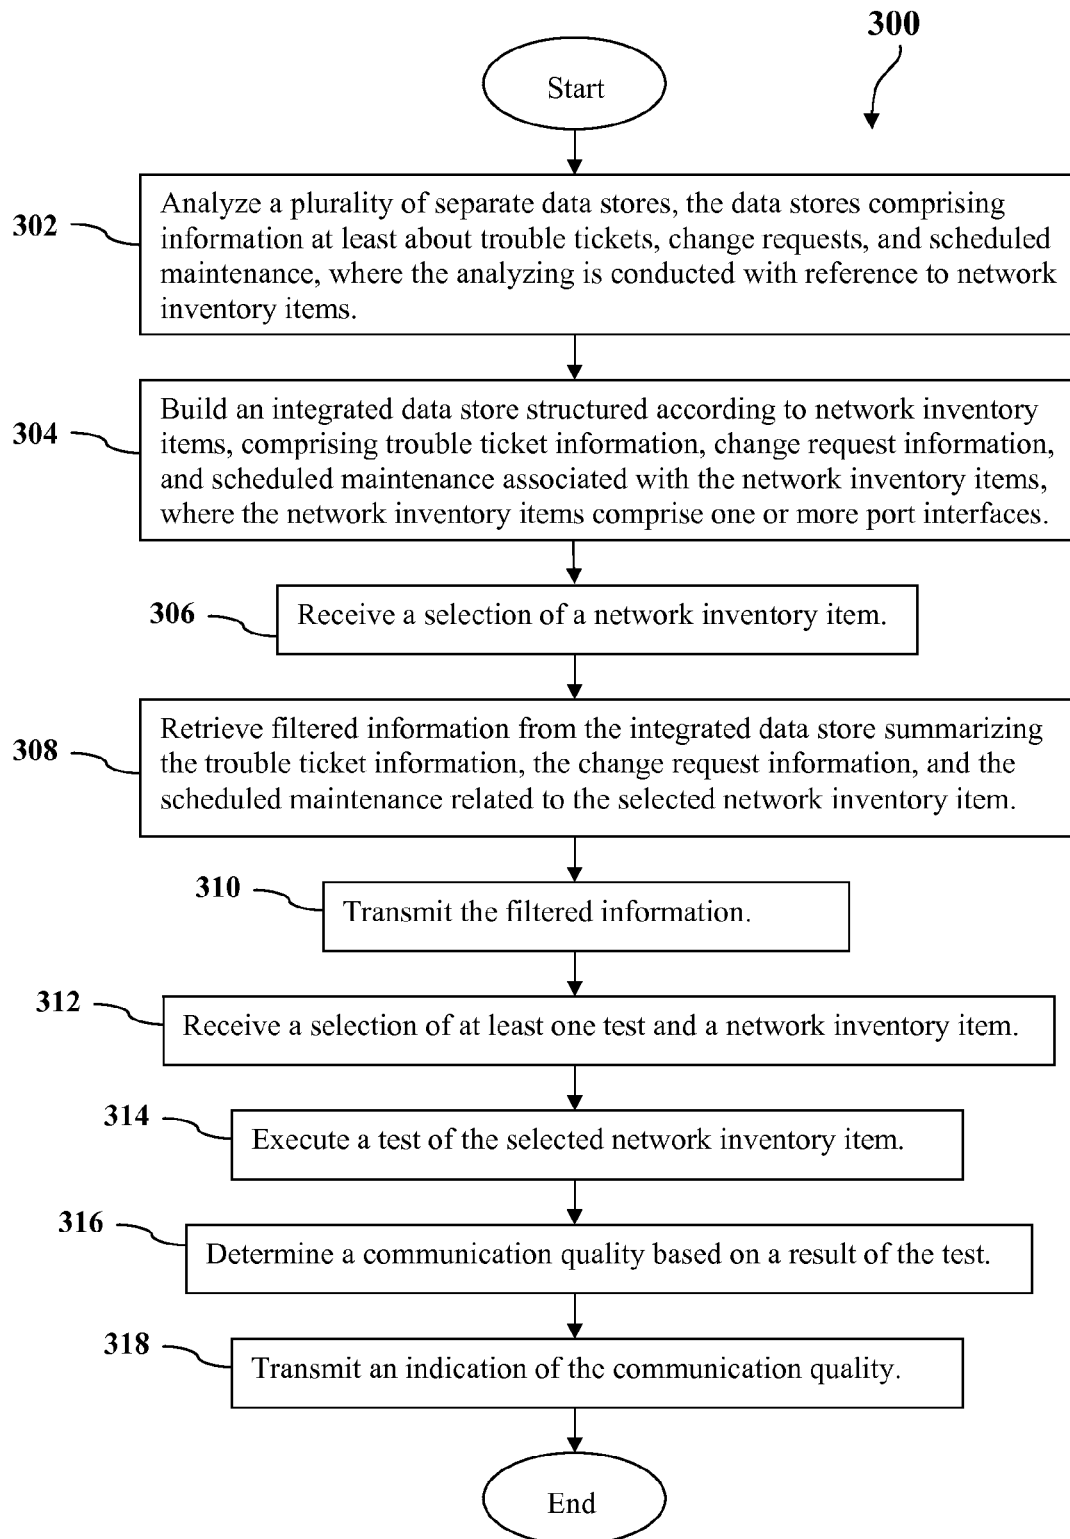 300
Start
302
Analyze a plurality of separate data stores, the data stores comprising
information at least about trouble tickets, change requests, and scheduled
maintenance, where the analyzing is conducted with reference to network
inventory items.
304
Build an integrated data store structured according to network inventory
items, comprising trouble ticket information, change request information,
and scheduled maintenance associated with the network inventory items,
where the network inventory items comprise one or more port interfaces.
306
Receive a selection of a network inventory item.
308
Retrieve filtered information from the integrated data store summarizing
the trouble ticket information, the change request information, and the
scheduled maintenance related to the selected network inventory item.
310
Transmit the filtered information.
312
Receive a selection of at least one test and a network inventory item.
314
Execute a test of the selected network inventory item.
316
Determine a communication quality based on a result of the test.
318
Transmit an indication of the communication quality.
End